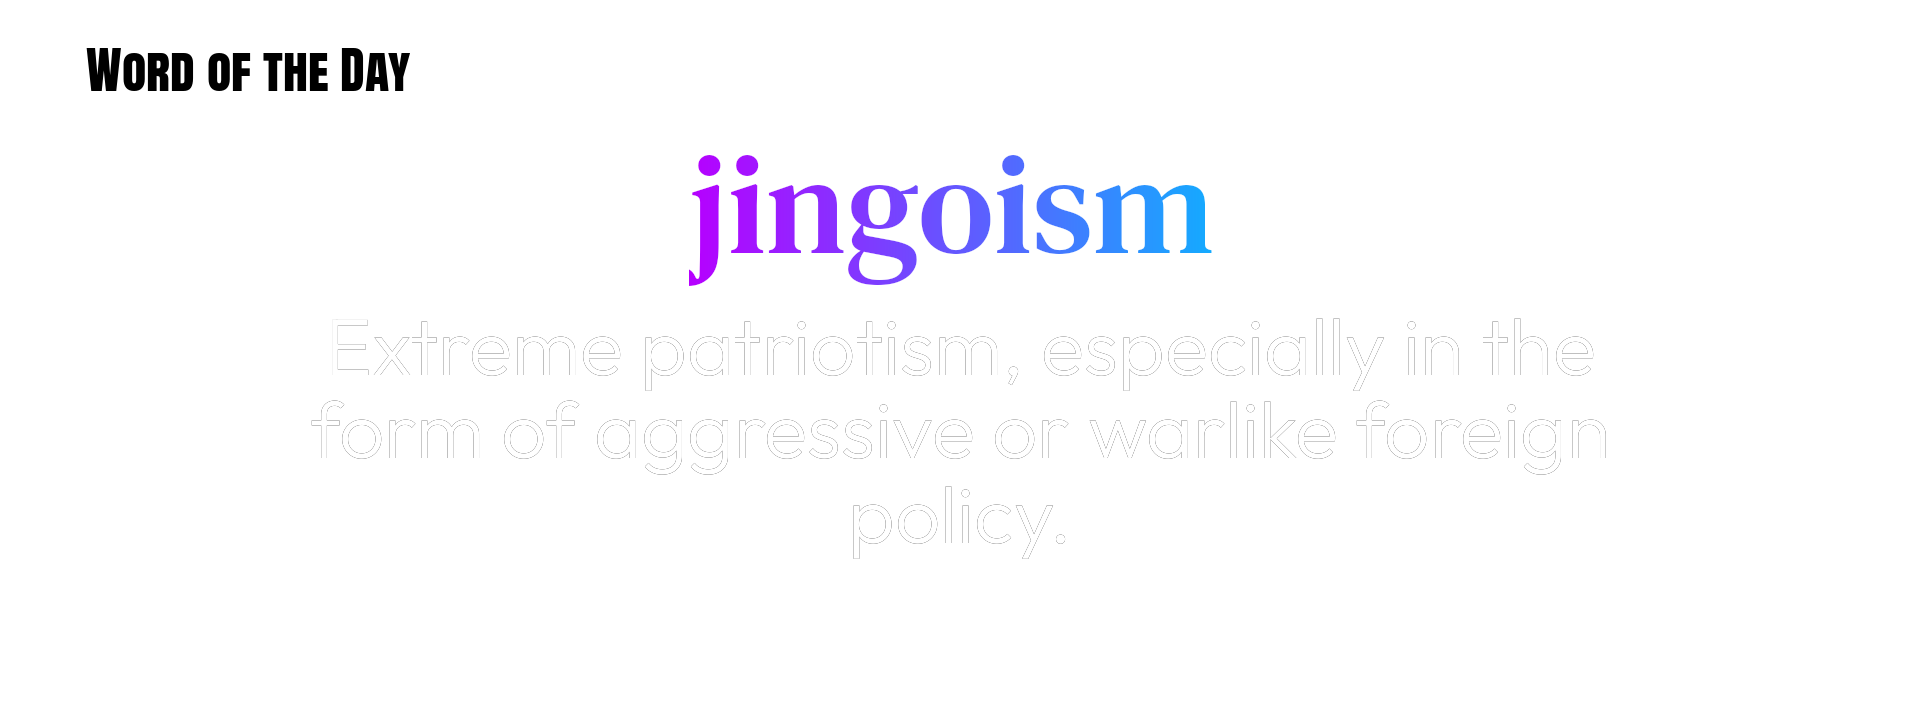 Word of the Day
jingoism
Extreme patriotism, especially in the
form of aggressive or warlike foreign
policy.